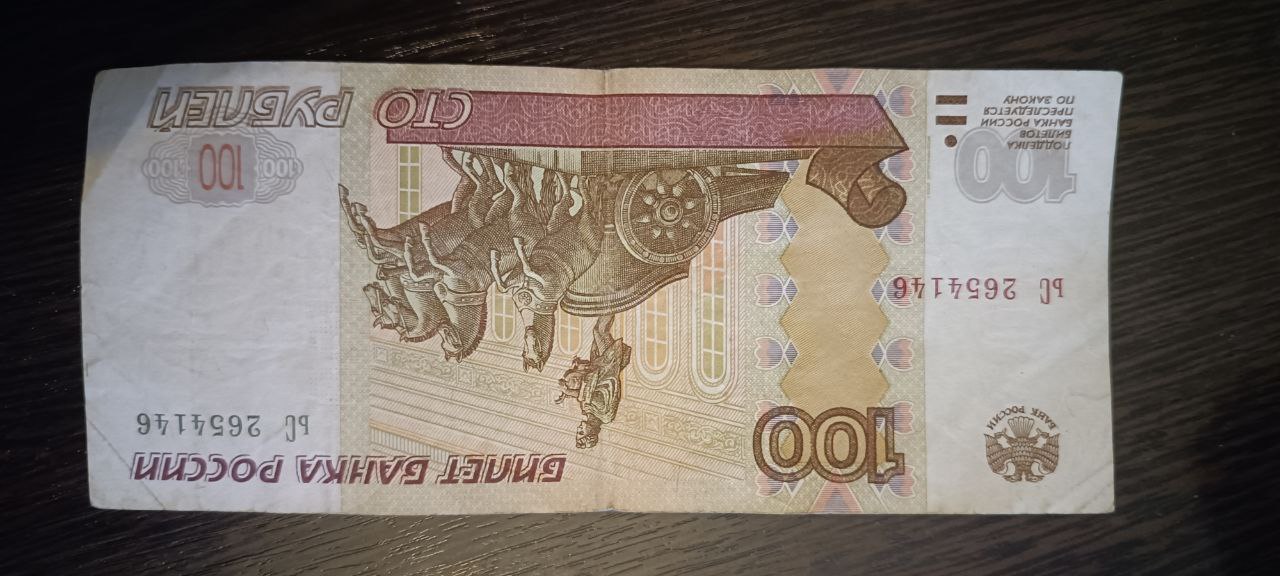 БАНК РОССИИ
100
БИЛЕТ БАНКА РОССИИ
ьС 2654146
ьС 2654146
100
ПОДДЕЛКА
БИЛЕТОВ
БАНКА РОССИИ
ПРЕСЛЕДУЕТСЯ
ПО ЗАКОНУ
100 100 100
СТО РУБЛЕЙ